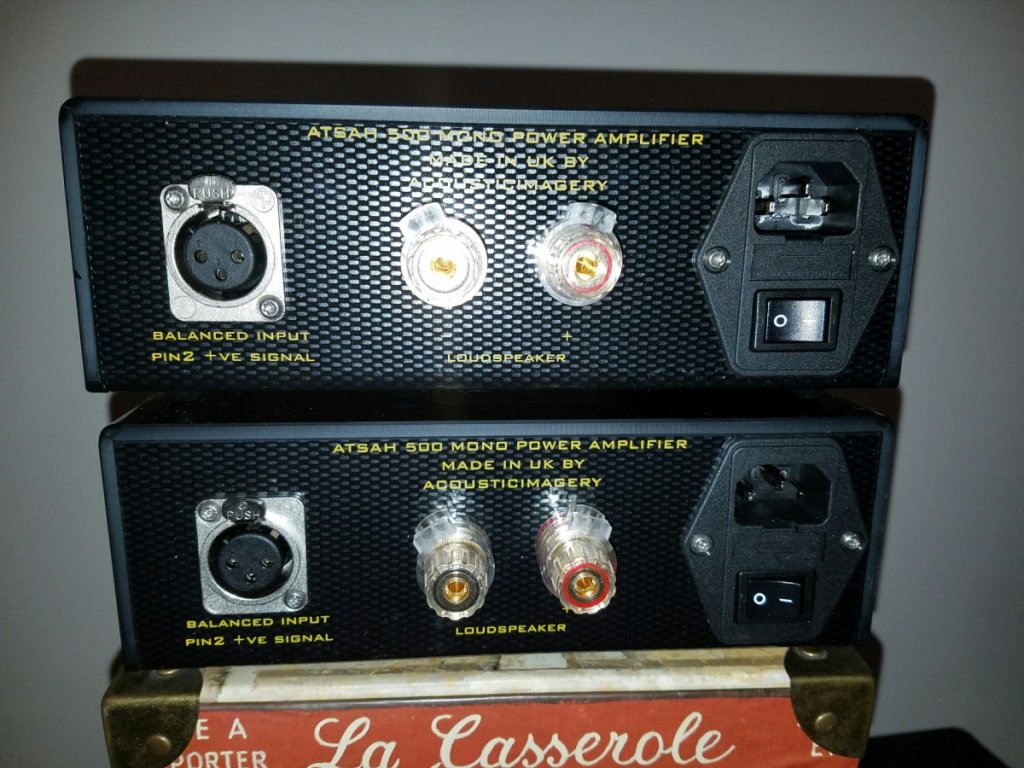 ATSAH 500 MONO POWER AMPLIFIER
MADE IN UK BY
ACOUSTICIMAGERY
PUSH
BALANCED INPUT
PIN2 +VE SIGNAL
- +
LOUDSPEAKER
ATSAH 500 MONO POWER AMPLIFIER
MADE IN UK BY
ACOUSTICIMAGERY
PUSH
BALANCED INPUT
PIN2 +VE SIGNAL
+
LOUDSPEAKER
E A
PORTER
La Casserole